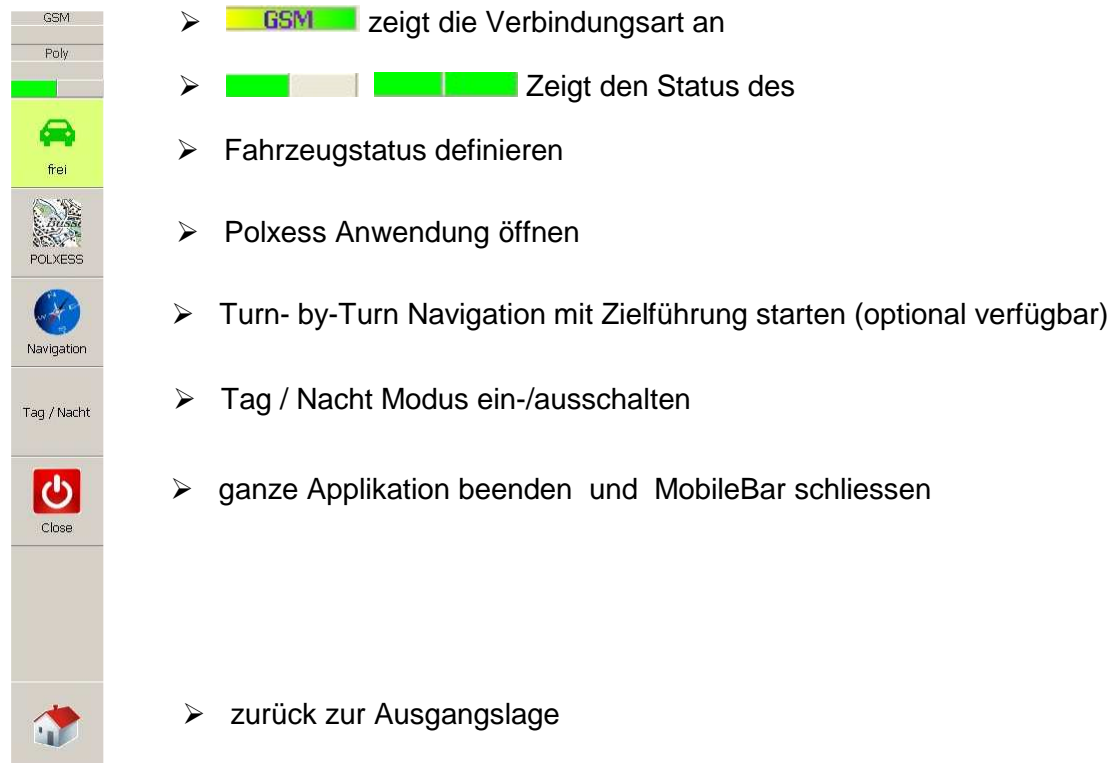 GSM
GSM zeigt die Verbindungsart an
Poly
Zeigt den Status des
Fahrzeugstatus definieren
frei
Polxess Anwendung öffnen
POLXESS
Turn- by-Turn Navigation mit Zielführung starten (optional verfügbar)
Navigation
Tag / Nacht
Tag / Nacht Modus ein-/ausschalten
ganze Applikation beenden und MobileBar schliessen
Close
zurück zur Ausgangslage